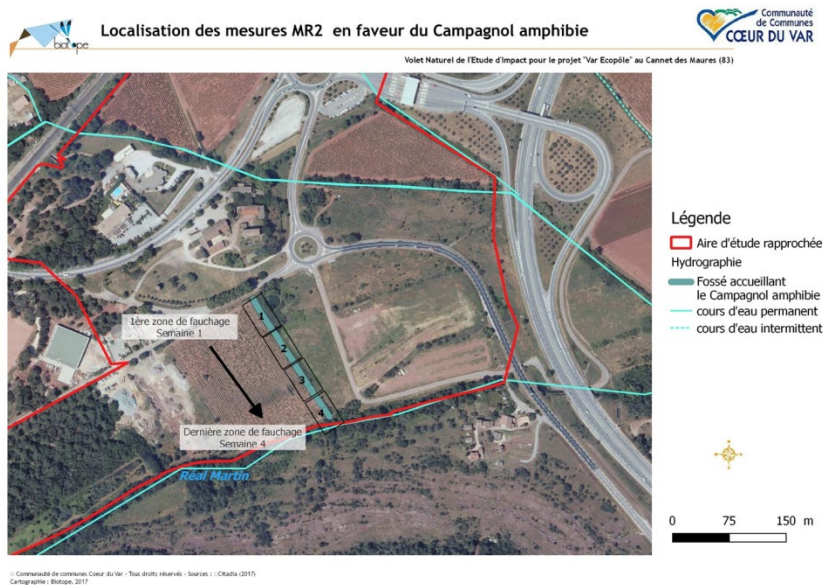 biotope
Localisation des mesures MR2 en faveur du Campagnol amphibie
Communauté
de Communes
CŒUR DU VAR
Volet Naturel de l'Etude d'impact pour le projet "Var Ecopôle" au Cannet des Maures (83)
Légende
Aire d'étude rapprochée
Hydrographie
Fossé accueillant
le Campagnol amphibie
cours d'eau permanent
cours d'eau intermittent
1ère zone de fauchage
Semaine 1
1
2
3
4
Dernière zone de fauchage
Semaine 4
Réal Martin
0 75 150 m
© Communauté de communes Coeur du Var - Tous droits réservés - Sources : ©Citadia (2017)
Cartographie : Biotope, 2017